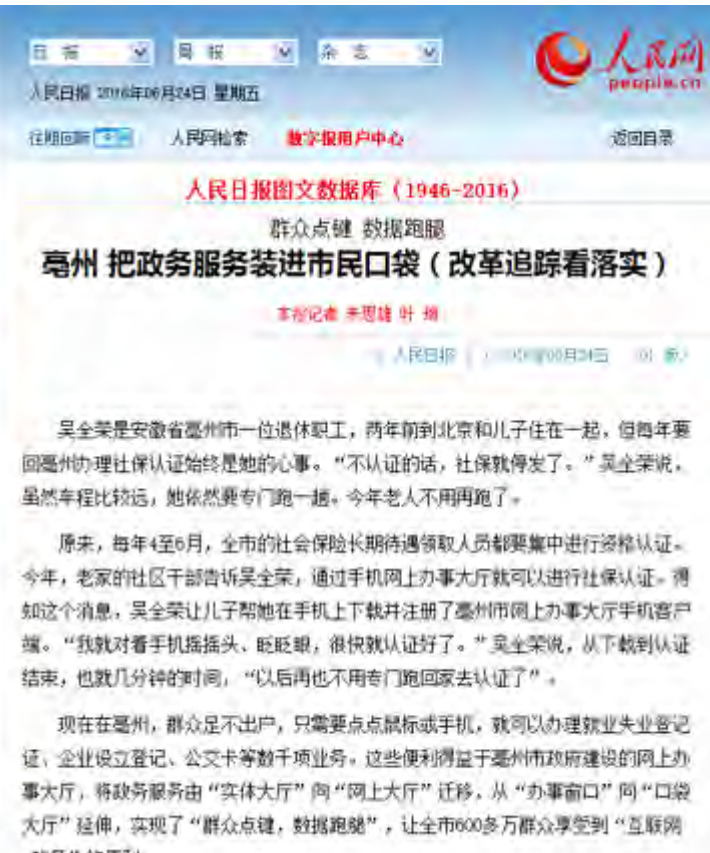 日 报 周 报 杂 志
人民网
people.cn
人民日报 2016年06月24日 星期五
往期回顾 人民网检索 数字报用户中心 返回目录
人民日报图文数据库（1946-2016）
群众点键 数据跑腿
亳州 把政务服务装进市民口袋（改革追踪看落实）
本报记者 朱思雄 叶
人民日报
吴全荣是安徽省亳州市一位退休职工，两年前到北京和儿子住在一起，但每年要
回亳州办理社保认证始终是她的心事。“不认证的话，社保就停发了。”吴全荣说，
虽然车程比较远，她依然要专门跑一趟。今年老人不用再跑了。
原来，每年4至6月，全市的社会保险长期待遇领取人员都要集中进行资格认证。
今年，老家的社区干部告诉吴全荣，通过手机网上办事大厅就可以进行社保认证。得
知这个消息，吴全荣让儿子帮她在手机上下载并注册了亳州市网上办事大厅手机客户
端。“我就对着手机摇摇头、眨眨眼，很快就认证好了。”吴全荣说，从下载到认证
结束，也就几分钟的时间，“以后再也不用专门跑回家去认证了”。
现在在亳州，群众足不出户，只需要点点鼠标或手机，就可以办理就业失业登记
证、企业设立登记、公交卡等数千项业务。这些便利得益于亳州市政府建设的网上办
事大厅，将政务服务由“实体大厅”向“网上大厅”迁移，从“办事窗口”向“口袋
大厅”延伸，实现了“群众点键，数据跑腿”，让全市600多万群众享受到“互联网